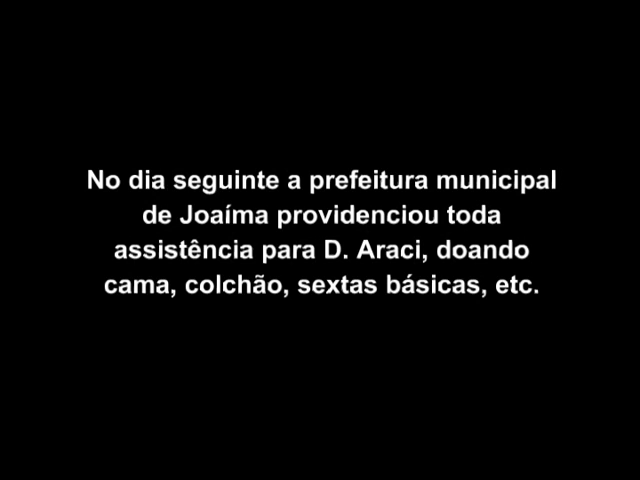 No dia seguinte a prefeitura municipal
de Joaíma providenciou toda
assistência para D. Araci, doando
cama, colchão, sextas básicas, etc.